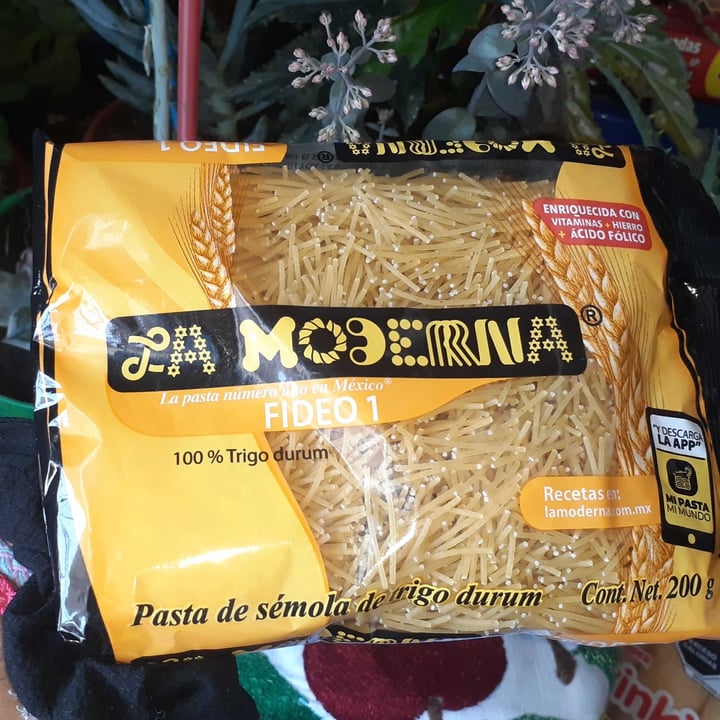 FIDEO 1
LA MODERNA®
ENRIQUECIDA CON
VITAMINAS + HIERRO
+ ÁCIDO FÓLICO
LA MODERNA®
La pasta número uno en México®
FIDEO 1
100 % Trigo durum
"Y DESCARGA
LA APP"
MI PASTA
MI MUNDO
Recetas en:
lamoderna.com.mx
Pasta de sémola de trigo durum
Cont. Net. 200 g